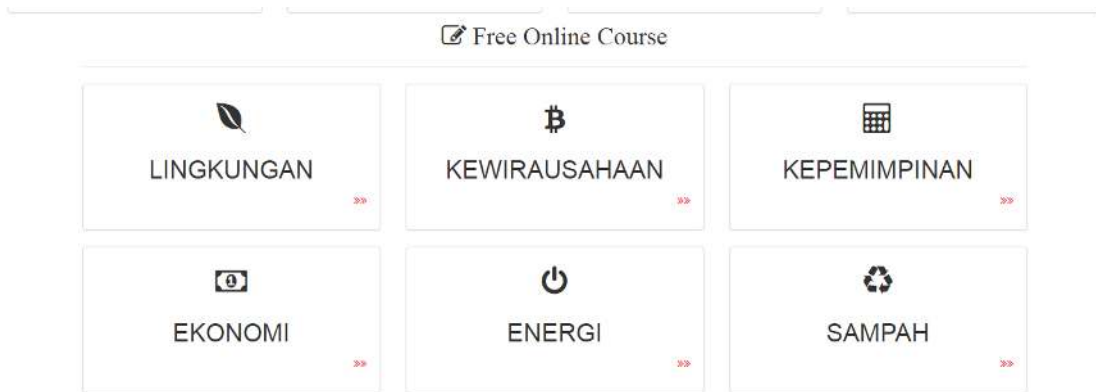 Free Online Course
LINGKUNGAN
»»
KEWIRAUSAHAAN
»»
KEPEMIMPINAN
»»
EKONOMI
»»
ENERGI
»»
SAMPAH
»»